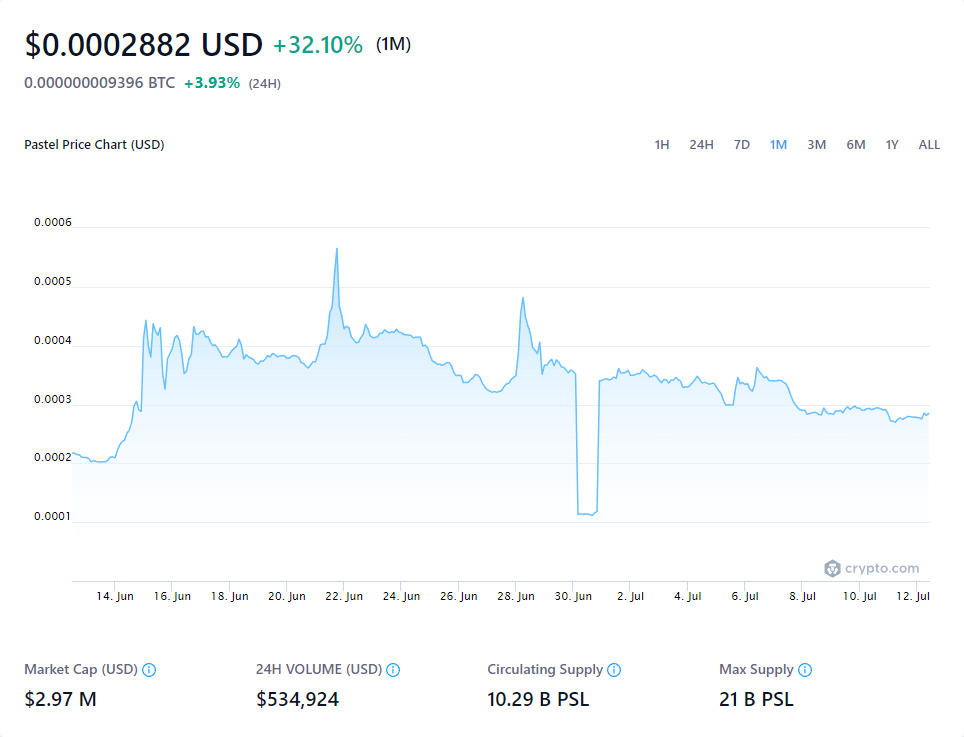 $0.0002882 USD +32.10% (1M)
0.000000009396 BTC +3.93% (24H)
Pastel Price Chart (USD) 1H 24H 7D 1M 3M 6M 1Y ALL
0.0006
0.0005
0.0004
0.0003
0.0002
0.0001
crypto.com
14. Jun 16. Jun 18. Jun 20. Jun 22. Jun 24. Jun 26. Jun 28. Jun 30. Jun 2. Jul 4. Jul 6. Jul 8. Jul 10. Jul 12. Jul
Market Cap (USD) 24H VOLUME (USD) Circulating Supply Max Supply
$2.97 M $534,924 10.29 B PSL 21 B PSL